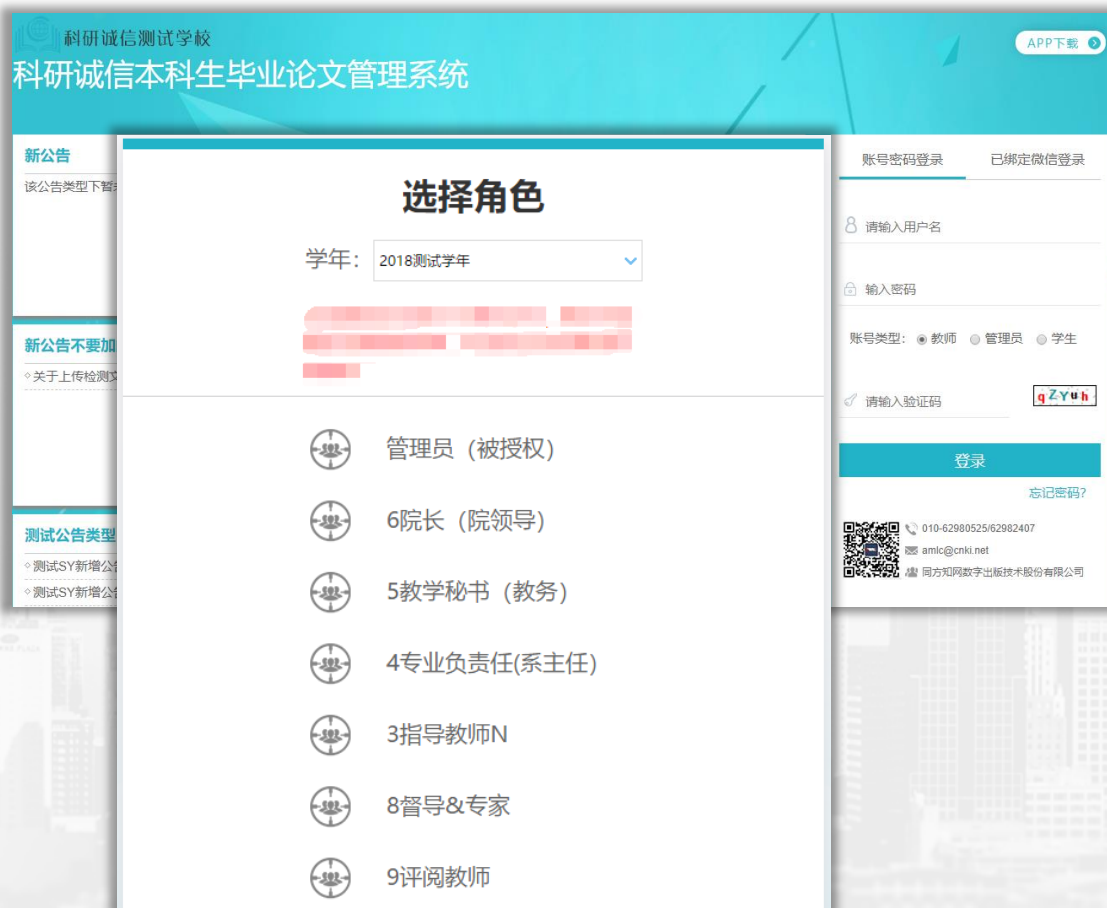 科研诚信测试学校
科研诚信本科生毕业论文管理系统
APP下载
新公告
该公告类型下暂
新公告不要加
关于上传检测文
测试公告类型
测试SY新增公告
测试SY新增公告
选择角色
学年:
2018测试学年
管理员（被授权）
6院长（院领导）
5教学秘书（教务）
4专业负责任(系主任)
3指导教师N
8督导&专家
9评阅教师
账号密码登录
已绑定微信登录
请输入用户名
输入密码
账号类型: 教师 管理员 学生
请输入验证码
qZYuh
登录
忘记密码?
010-62980525/62982407
amlc@cnki.net
同方知网数字出版技术股份有限公司